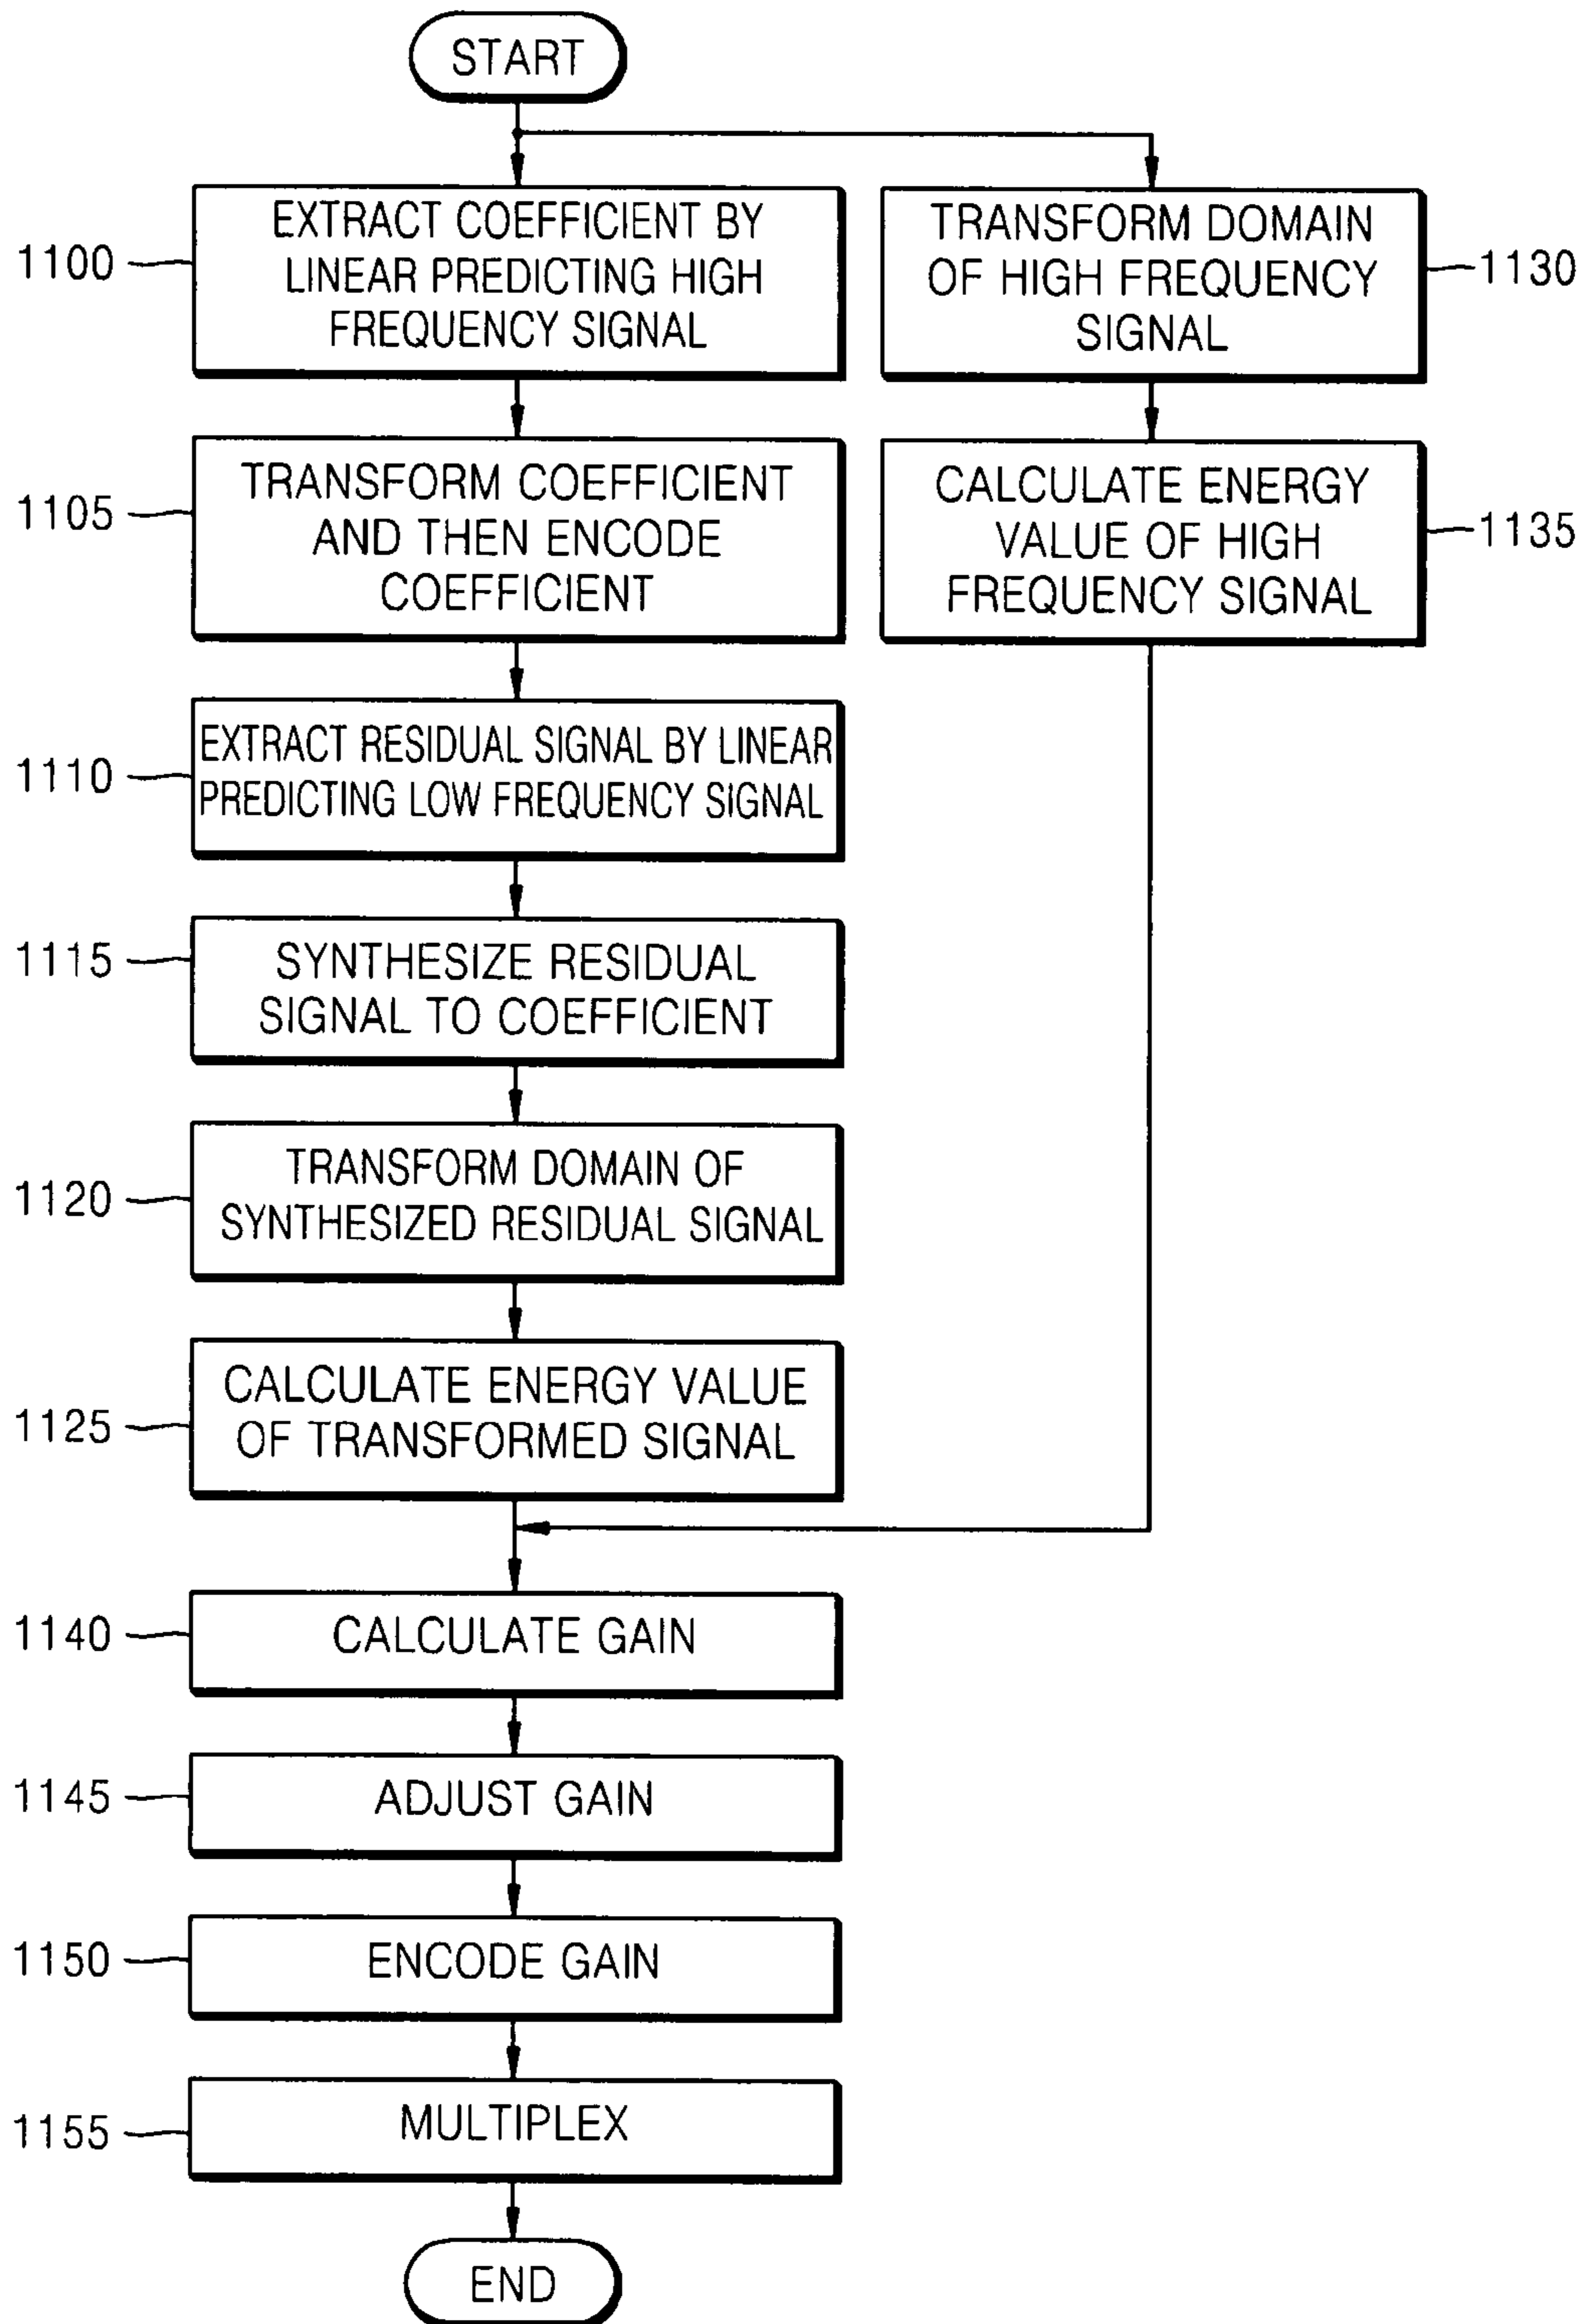 START
1100
EXTRACT COEFFICIENT BY
LINEAR PREDICTING HIGH
FREQUENCY SIGNAL
TRANSFORM DOMAIN
OF HIGH FREQUENCY
SIGNAL
1130
1105
TRANSFORM COEFFICIENT
AND THEN ENCODE
COEFFICIENT
CALCULATE ENERGY
VALUE OF HIGH
FREQUENCY SIGNAL
1135
1110
EXTRACT RESIDUAL SIGNAL BY LINEAR
PREDICTING LOW FREQUENCY SIGNAL
1115
SYNTHESIZE RESIDUAL
SIGNAL TO COEFFICIENT
1120
TRANSFORM DOMAIN OF
SYNTHESIZED RESIDUAL SIGNAL
1125
CALCULATE ENERGY VALUE
OF TRANSFORMED SIGNAL
1140
CALCULATE GAIN
1145
ADJUST GAIN
1150
ENCODE GAIN
1155
MULTIPLEX
END